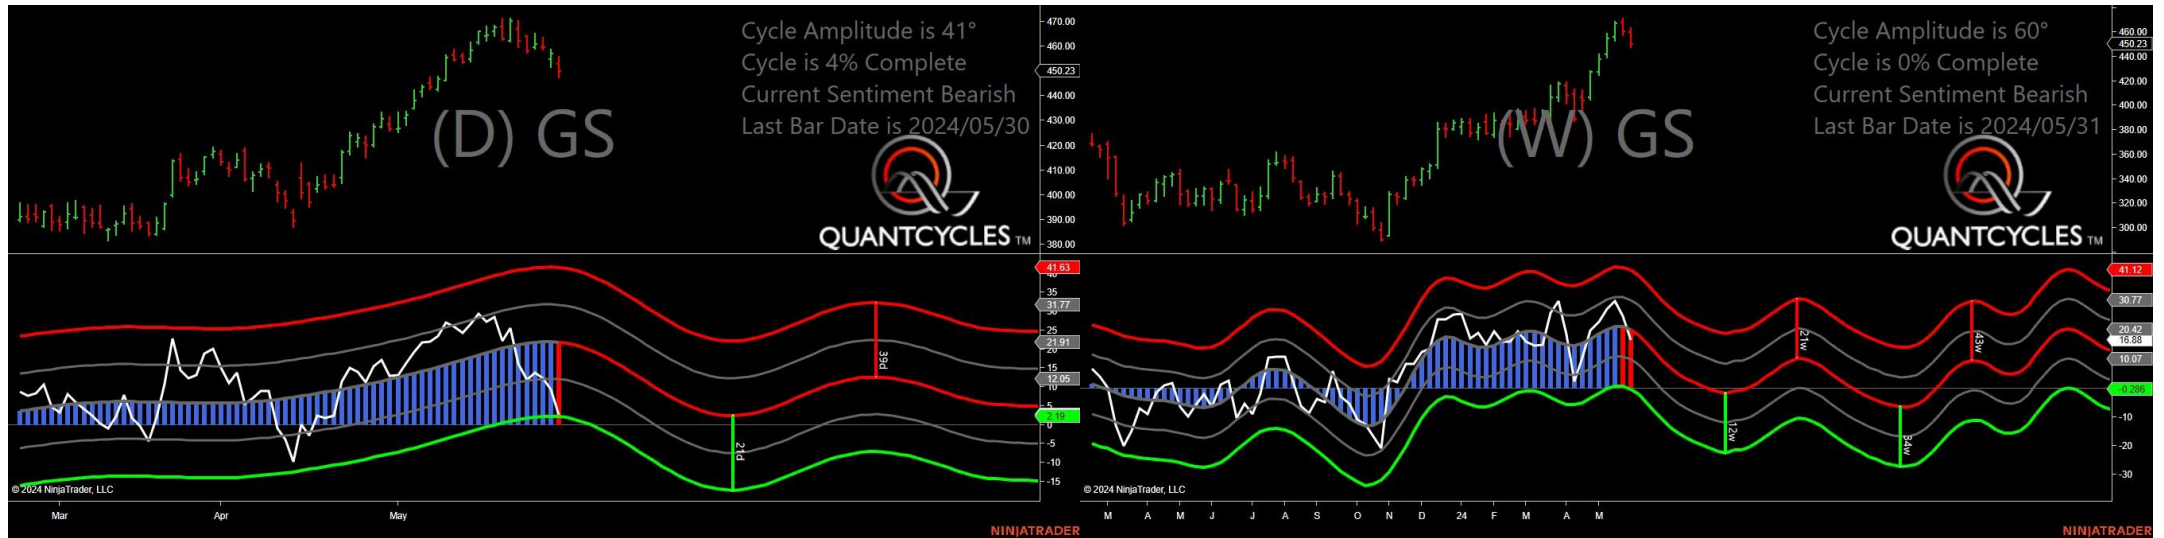 Cycle Amplitude is 41°
Cycle is 4% Complete
Current Sentiment Bearish
Last Bar Date is 2024/05/30
(D) GS
QUANTCYCLES TM
470.00
460.00
450.23
440.00
430.00
420.00
410.00
400.00
390.00
380.00
41.63
35
31.77
25
21.91
20
15
12.05
10
5
2.19
0
-5
-10
-15
39d
21d
© 2024 NinjaTrader, LLC
Mar
Apr
May
NINJATRADER
Cycle Amplitude is 60°
Cycle is 0% Complete
Current Sentiment Bearish
Last Bar Date is 2024/05/31
(W) GS
QUANTCYCLES TM
460.00
450.23
440.00
420.00
400.00
380.00
360.00
340.00
320.00
300.00
41.12
30.77
20.42
16.88
10.07
-0.286
-10
-20
-30
21w
43w
12w
34w
© 2024 NinjaTrader, LLC
M A M J J A S O N D 24 F M A M
NINJATRADER